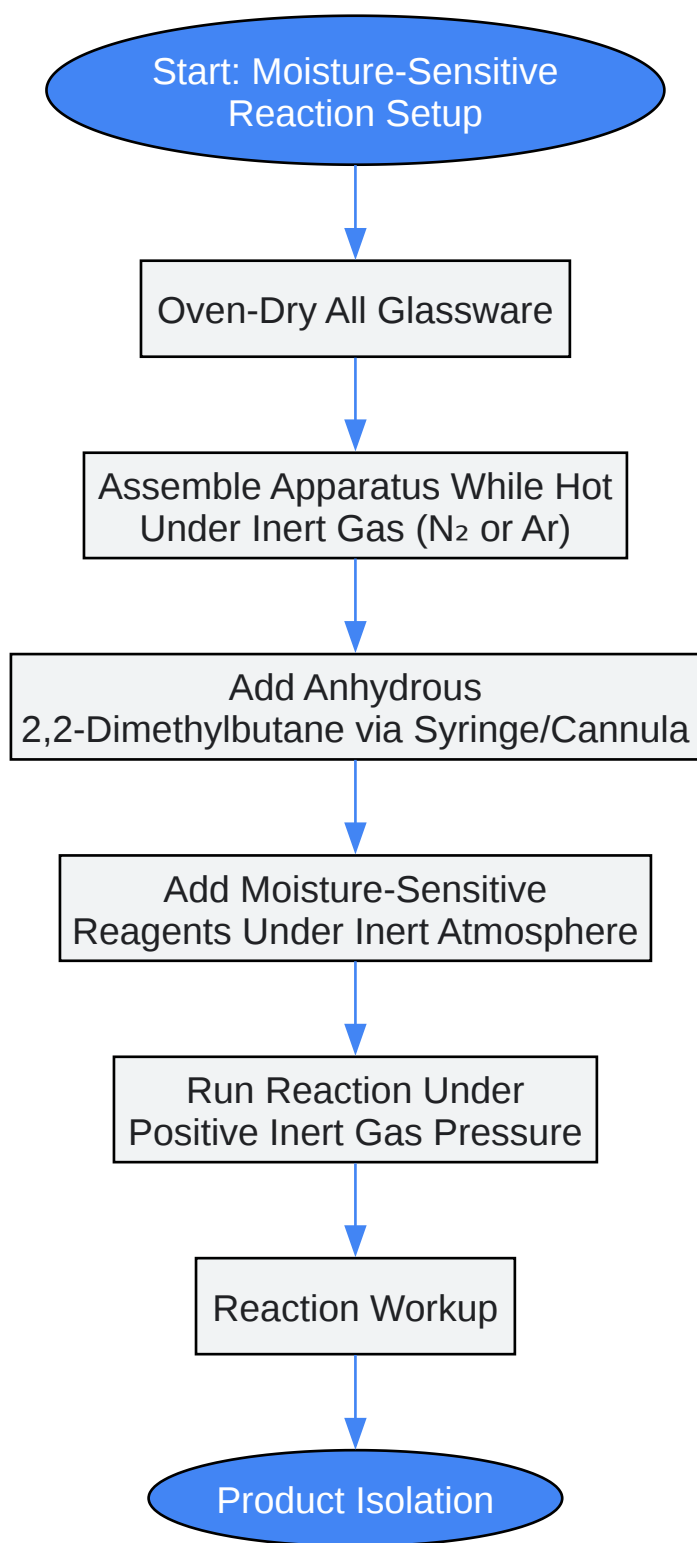 Start: Moisture-Sensitive
Reaction Setup
Oven-Dry All Glassware
Assemble Apparatus While Hot
Under Inert Gas (N₂ or Ar)
Add Anhydrous
2,2-Dimethylbutane via Syringe/Cannula
Add Moisture-Sensitive
Reagents Under Inert Atmosphere
Run Reaction Under
Positive Inert Gas Pressure
Reaction Workup
Product Isolation